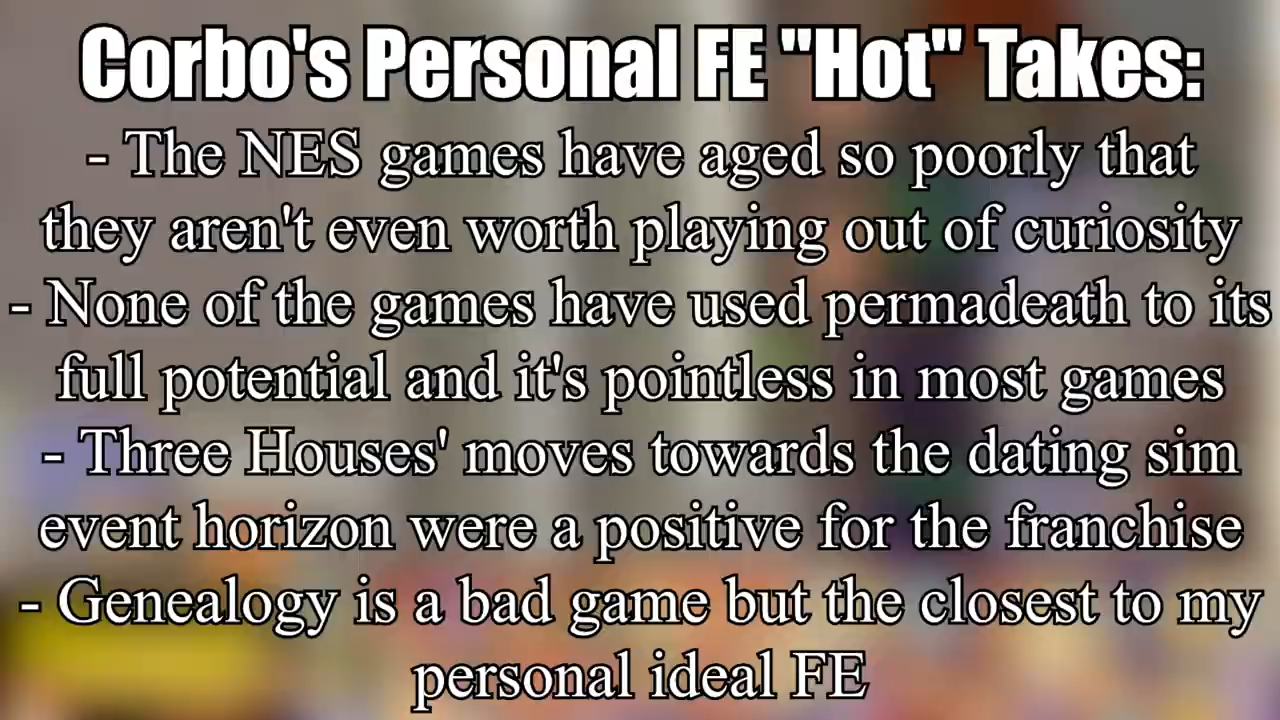 Corbo's Personal FE "Hot" Takes:
- The NES games have aged so poorly that
they aren't even worth playing out of curiosity
- None of the games have used permadeath to its
full potential and it's pointless in most games
- Three Houses' moves towards the dating sim
event horizon were a positive for the franchise
- Genealogy is a bad game but the closest to my
personal ideal FE